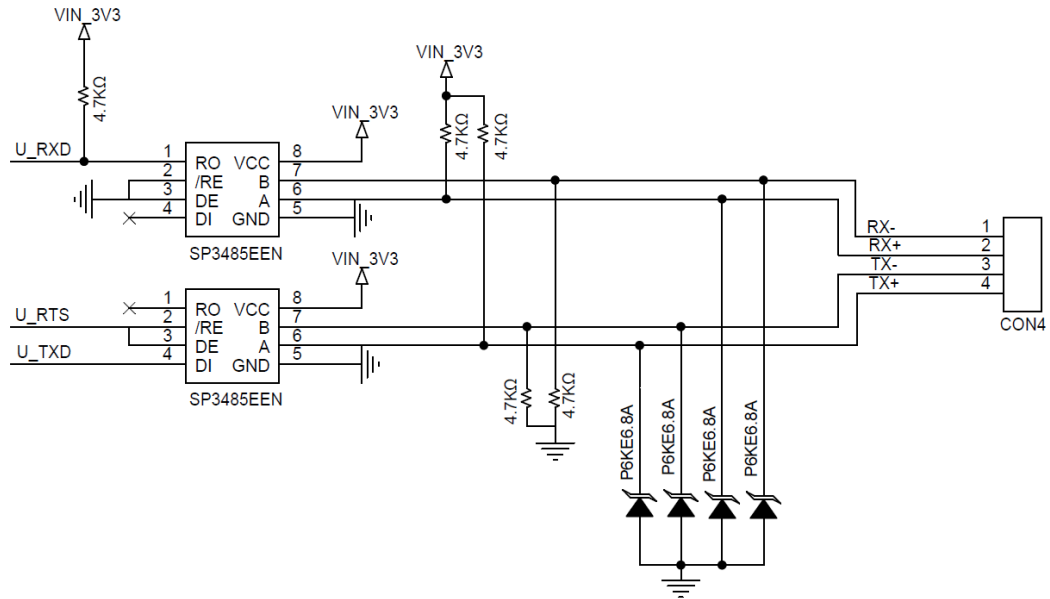 VIN_3V3
4.7KΩ
U_RXD
1 RO VCC 8
2 /RE B 7
3 DE A 6
4 DI GND 5
SP3485EEN
VIN_3V3
VIN_3V3
4.7KΩ
4.7KΩ
RX- 1
RX+ 2
TX- 3
TX+ 4
CON4
VIN_3V3
U_RTS
U_TXD
1 RO VCC 8
2 /RE B 7
3 DE A 6
4 DI GND 5
SP3485EEN
4.7KΩ
4.7KΩ
P6KE6.8A
P6KE6.8A
P6KE6.8A
P6KE6.8A